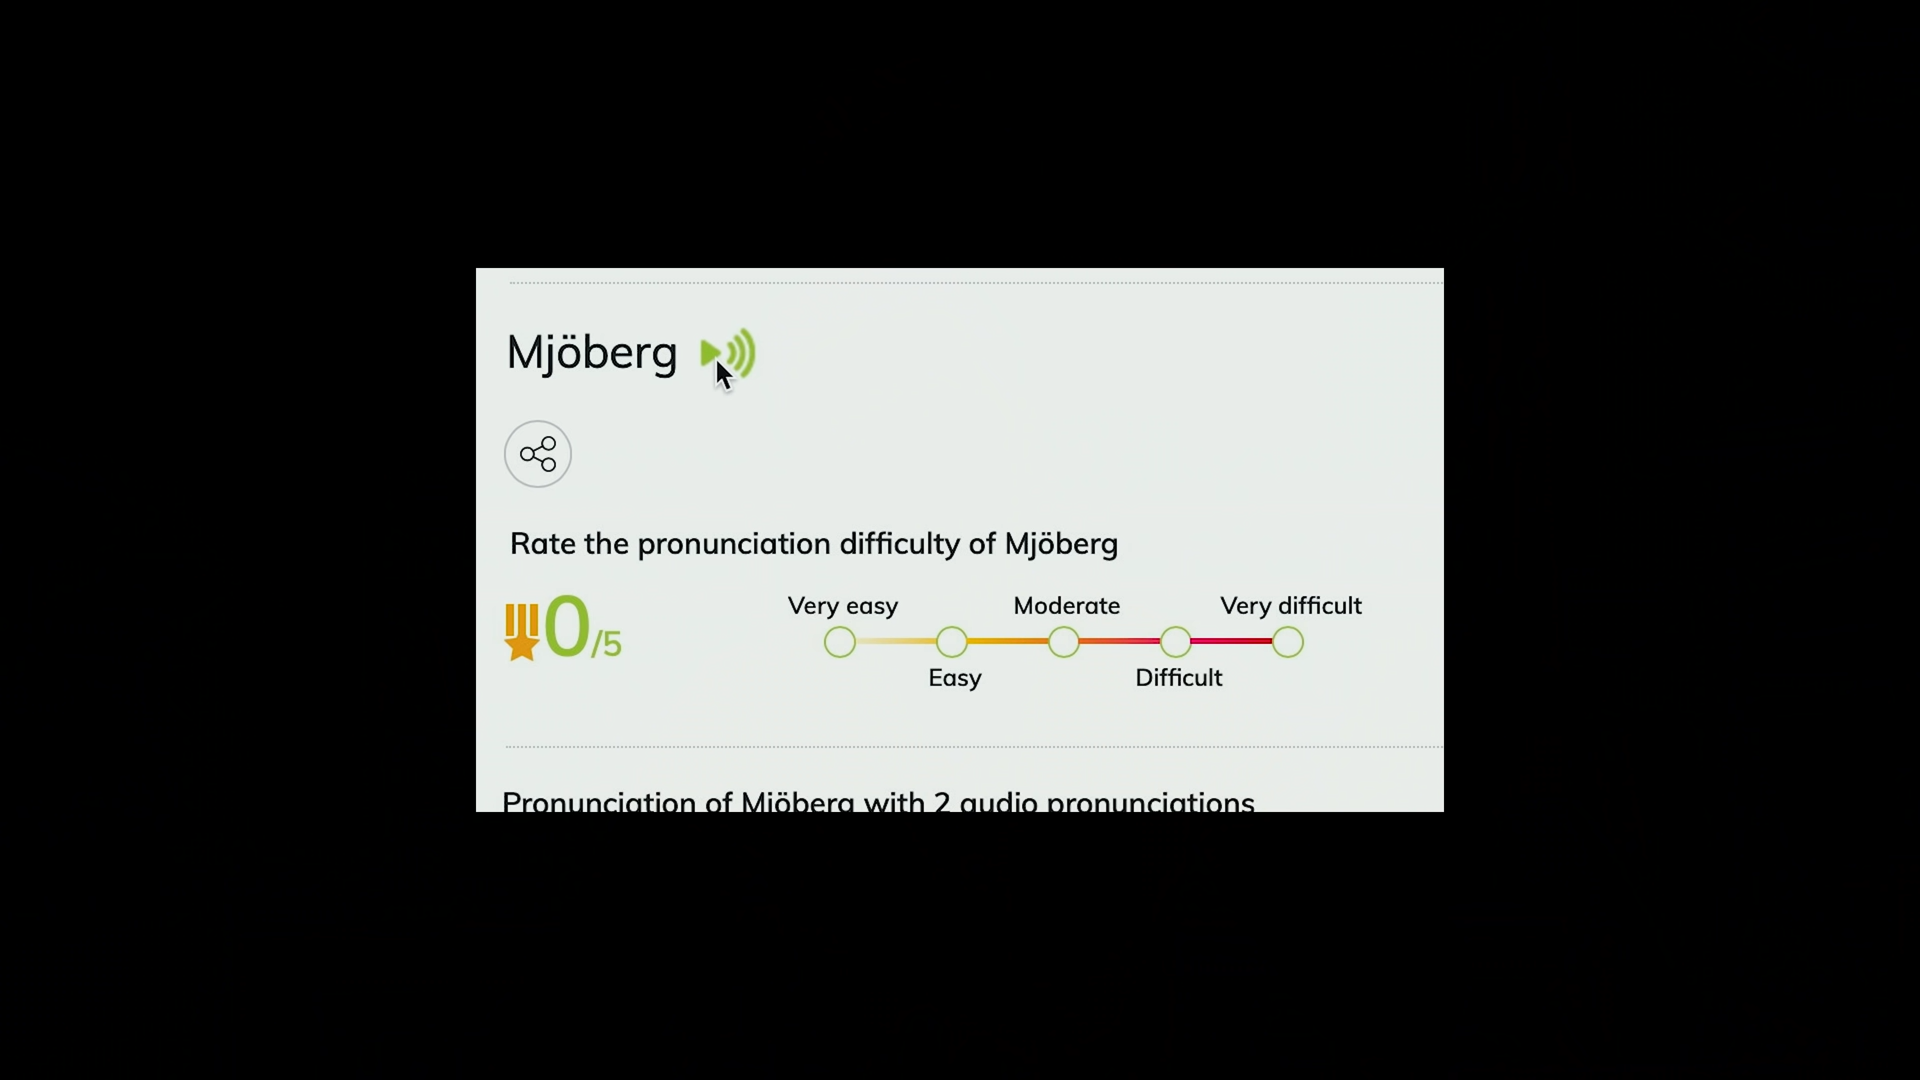 Mjöberg
Rate the pronunciation difficulty of Mjöberg
0/5
Very easy
Moderate
Very difficult
Easy
Difficult
Pronunciation of Mjöberg with 2 audio pronunciations